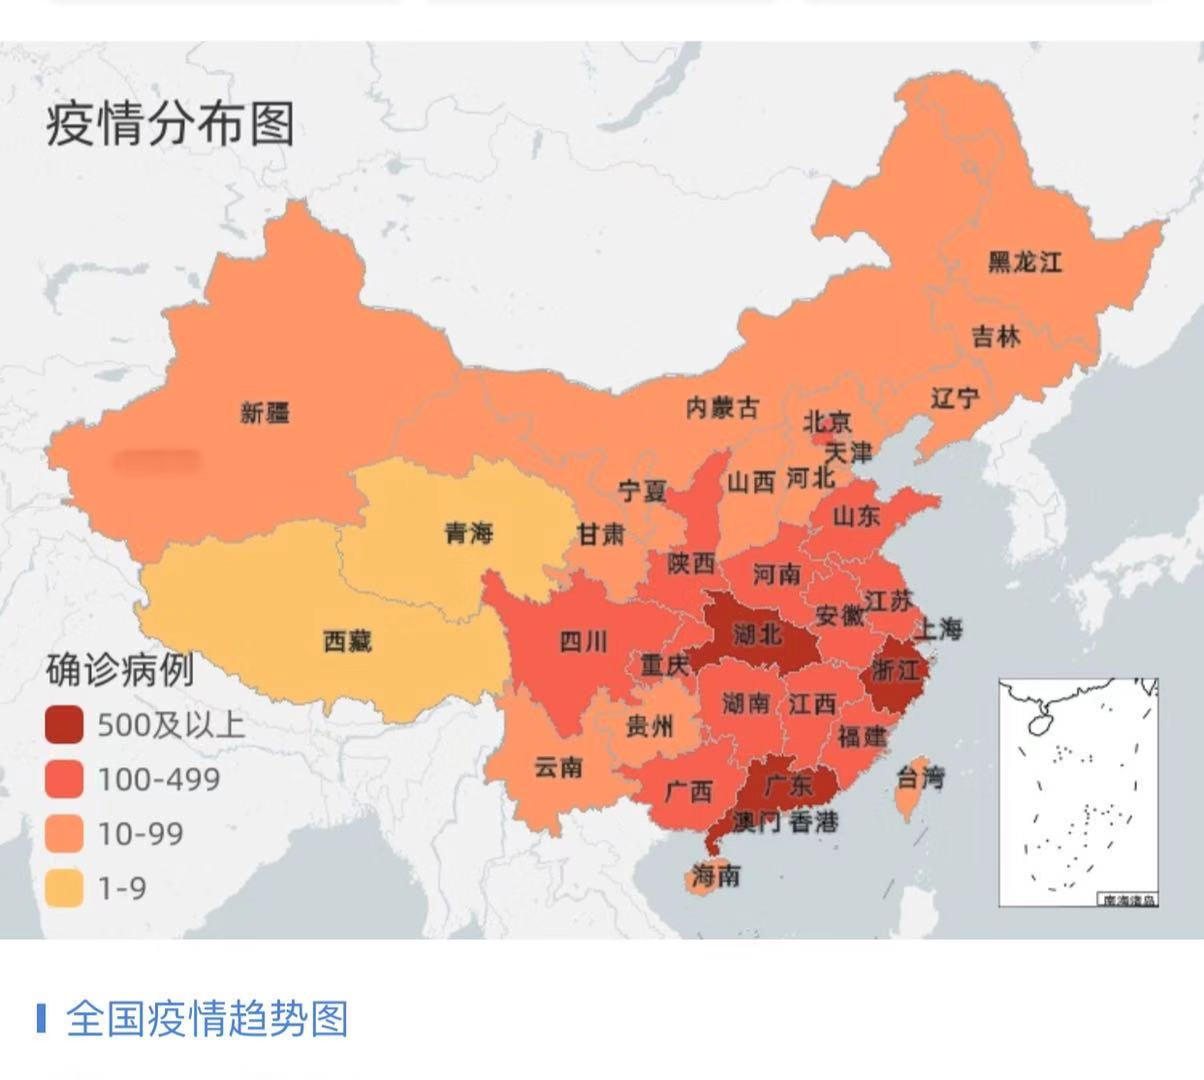 疫情分布图
黑龙江
吉林
辽宁
新疆
内蒙古
北京
天津
宁夏
山西
河北
山东
青海
甘肃
陕西
河南
安徽
江苏
上海
西藏
四川
湖北
重庆
浙江
湖南
江西
贵州
福建
云南
广西
广东
台湾
澳门
香港
海南
南海诸岛
确诊病例
500及以上
100-499
10-99
1-9
全国疫情趋势图